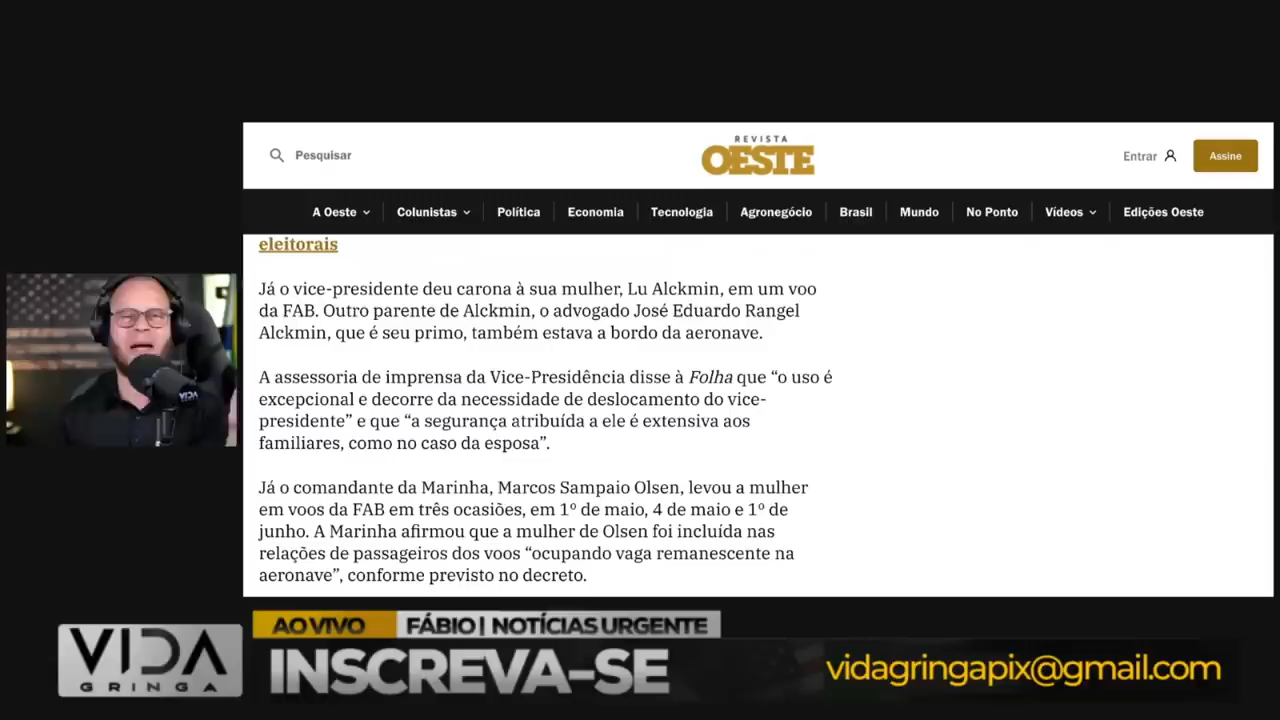 Pesquisar
REVISTA
OESTE
Entrar
Assine
A Oeste
Colunistas
Política
Economia
Tecnologia
Agronegócio
Brasil
Mundo
No Ponto
Vídeos
Edições Oeste
eleitorais
Já o vice-presidente deu carona à sua mulher, Lu Alckmin, em um voo
da FAB. Outro parente de Alckmin, o advogado José Eduardo Rangel
Alckmin, que é seu primo, também estava a bordo da aeronave.
A assessoria de imprensa da Vice-Presidência disse à Folha que “o uso é
excepcional e decorre da necessidade de deslocamento do vice-
presidente” e que “a segurança atribuída a ele é extensiva aos
familiares, como no caso da esposa”.
Já o comandante da Marinha, Marcos Sampaio Olsen, levou a mulher
em voos da FAB em três ocasiões, em 1º de maio, 4 de maio e 1º de
junho. A Marinha afirmou que a mulher de Olsen foi incluída nas
relações de passageiros dos voos “ocupando vaga remanescente na
aeronave”, conforme previsto no decreto.
VIDA
AO VIVO
FÁBIO | NOTÍCIAS URGENTE
VIDA
GRINGA
INSCREVA-SE
vidagringapix@gmail.com